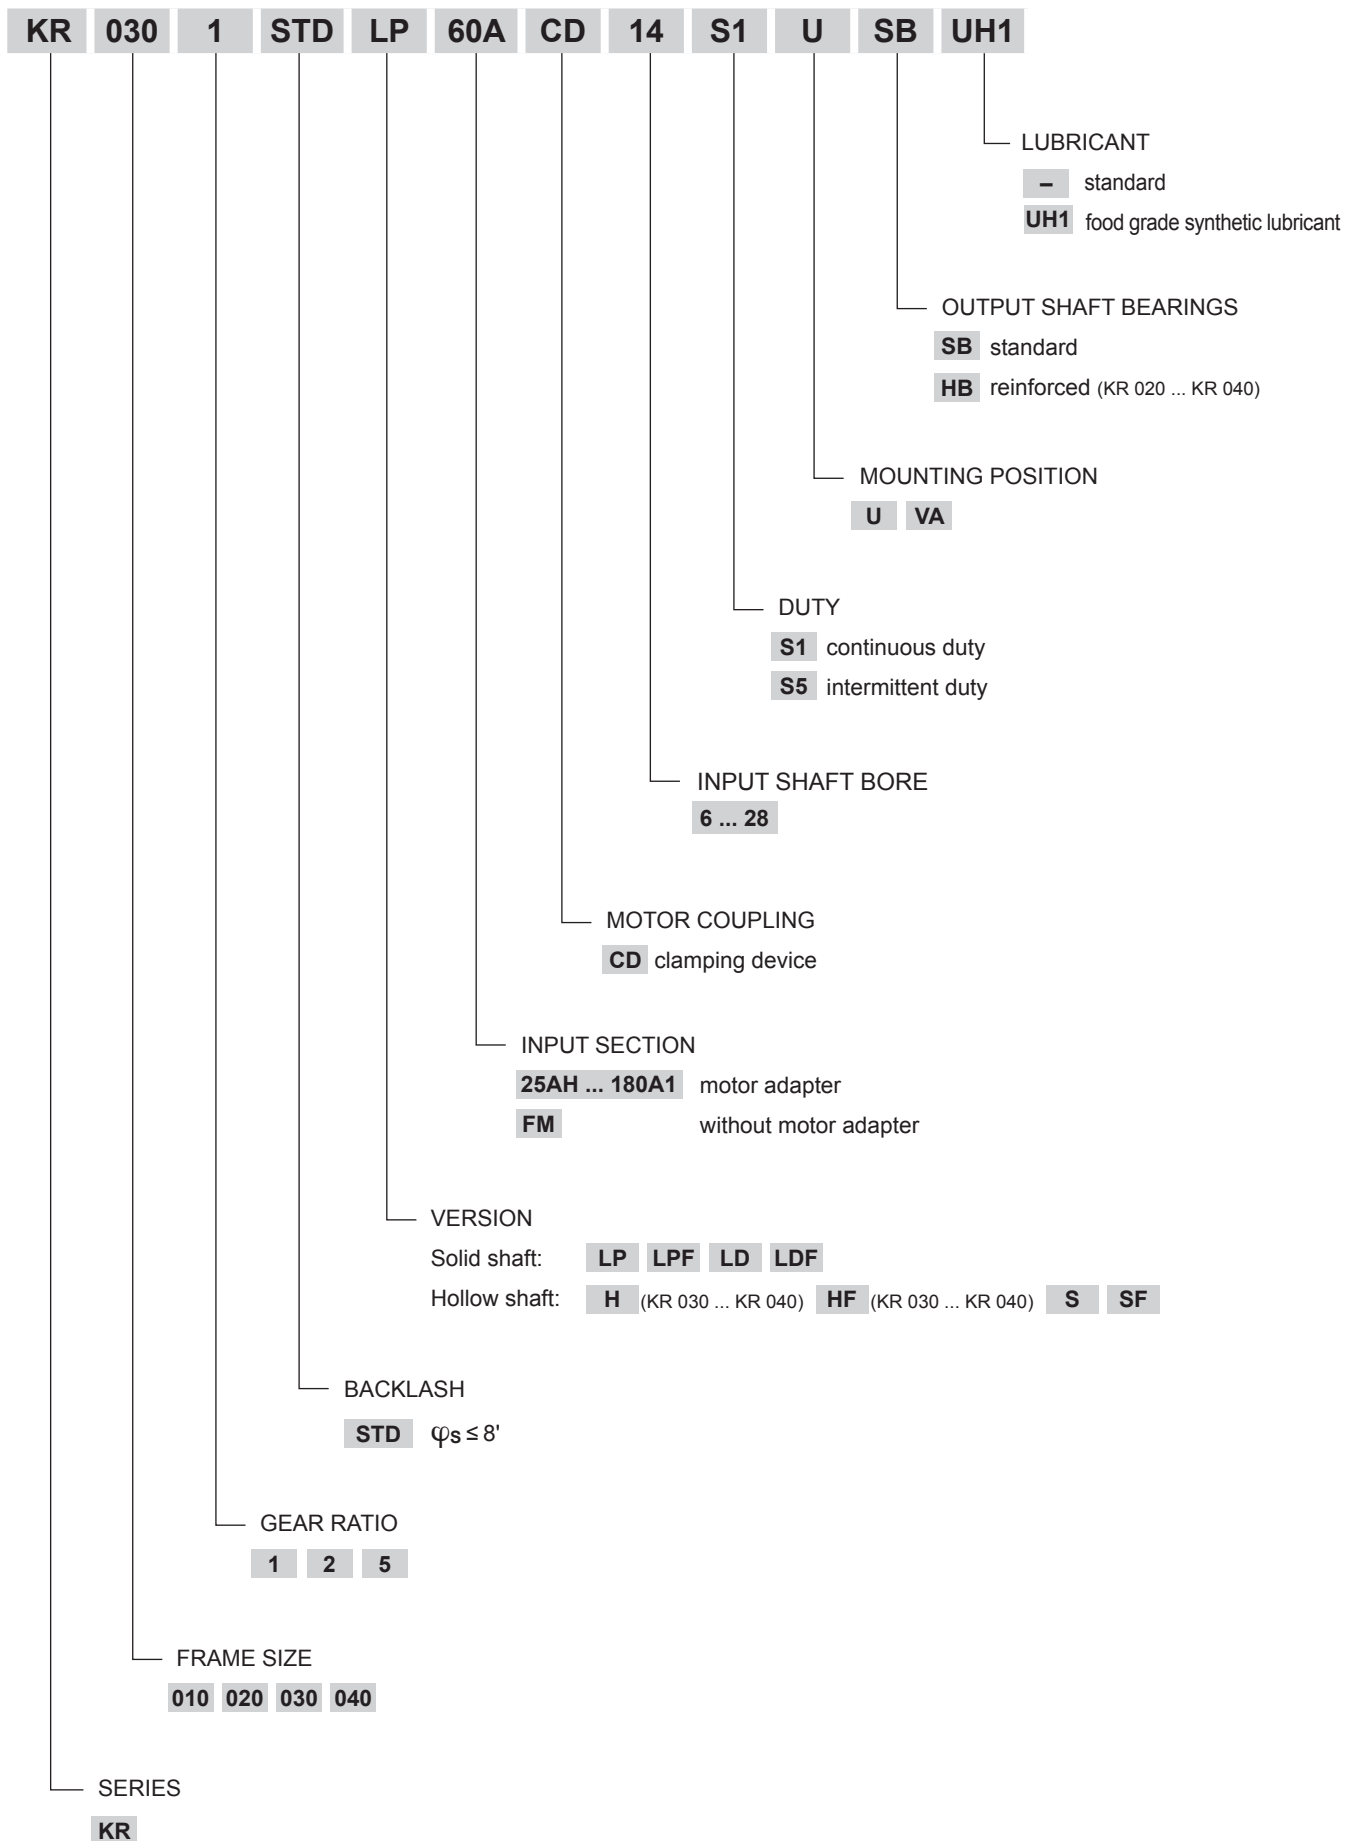 KR 030 1 STD LP 60A CD 14 S1 U SB UH1
LUBRICANT
– standard
UH1 food grade synthetic lubricant
OUTPUT SHAFT BEARINGS
SB standard
HB reinforced (KR 020 ... KR 040)
MOUNTING POSITION
U VA
DUTY
S1 continuous duty
S5 intermittent duty
INPUT SHAFT BORE
6 ... 28
MOTOR COUPLING
CD clamping device
INPUT SECTION
25AH ... 180A1 motor adapter
FM without motor adapter
VERSION
Solid shaft: LP LPF LD LDF
Hollow shaft: H (KR 030 ... KR 040) HF (KR 030 ... KR 040) S SF
BACKLASH
STD φs ≤ 8'
GEAR RATIO
1 2 5
FRAME SIZE
010 020 030 040
SERIES
KR